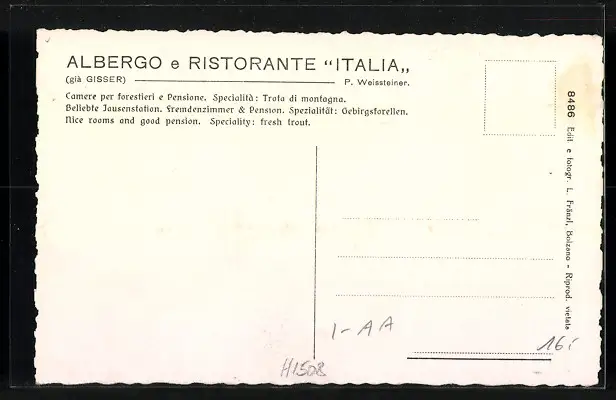 ALBERGO e RISTORANTE “ITALIA„
(già GISSER) P. Weissteiner.
Camere per forestieri e Pensione. Specialità: Trota di montagna.
Beliebte Jausenstation. Fremdenzimmer & Pension. Spezialität: Gebirgsforellen.
Nice rooms and good pension. Speciality: fresh trout.
8486 Edit. e fotogr. L. Fränzl, Bolzano - Riprod. vietata
I-AA
H1508